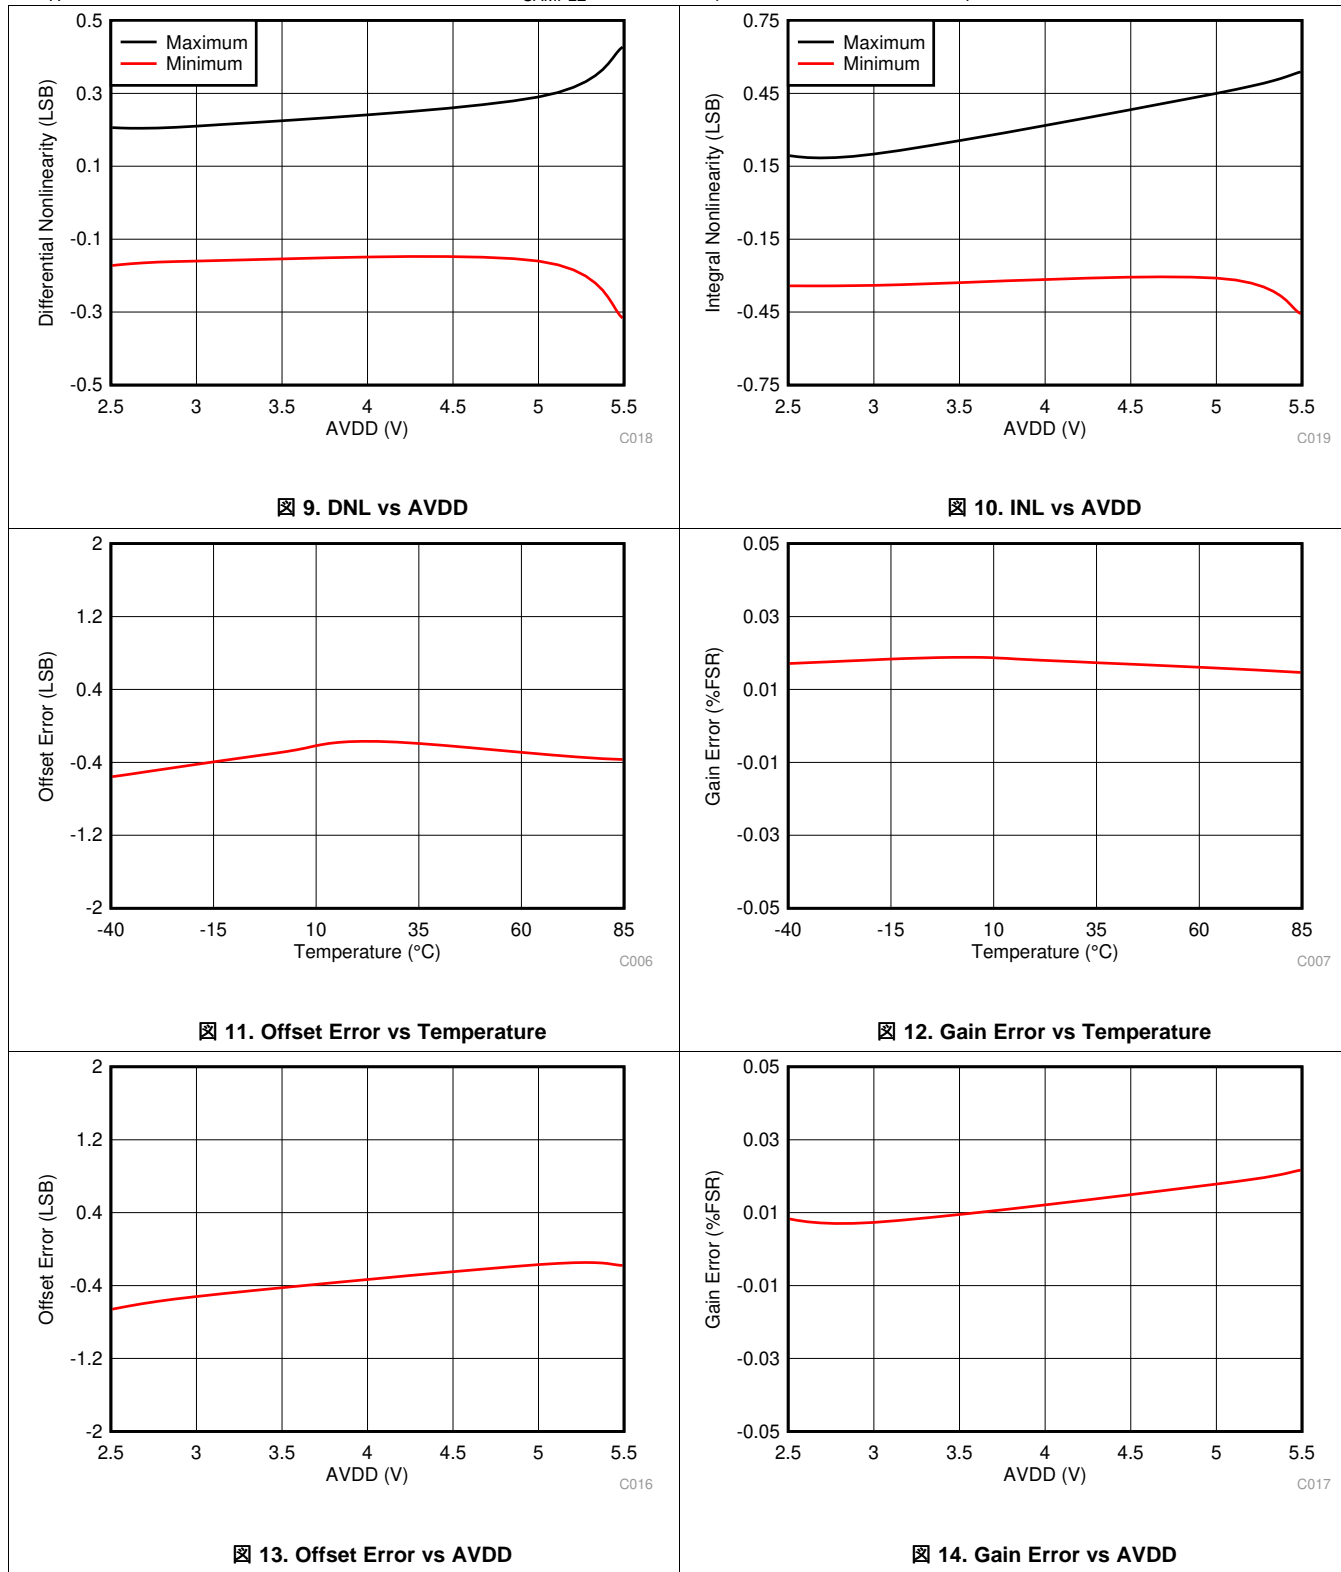 0.5
0.3
0.1
-0.1
-0.3
-0.5
Differential Nonlinearity (LSB)
Maximum
Minimum
2.5 3 3.5 4 4.5 5 5.5
AVDD (V)
C018
図 9. DNL vs AVDD
0.75
0.45
0.15
-0.15
-0.45
-0.75
Integral Nonlinearity (LSB)
Maximum
Minimum
2.5 3 3.5 4 4.5 5 5.5
AVDD (V)
C019
図 10. INL vs AVDD
2
1.2
0.4
-0.4
-1.2
-2
Offset Error (LSB)
-40 -15 10 35 60 85
Temperature (°C)
C006
図 11. Offset Error vs Temperature
0.05
0.03
0.01
-0.01
-0.03
-0.05
Gain Error (%FSR)
-40 -15 10 35 60 85
Temperature (°C)
C007
図 12. Gain Error vs Temperature
2
1.2
0.4
-0.4
-1.2
-2
Offset Error (LSB)
2.5 3 3.5 4 4.5 5 5.5
AVDD (V)
C016
図 13. Offset Error vs AVDD
0.05
0.03
0.01
-0.01
-0.03
-0.05
Gain Error (%FSR)
2.5 3 3.5 4 4.5 5 5.5
AVDD (V)
C017
図 14. Gain Error vs AVDD